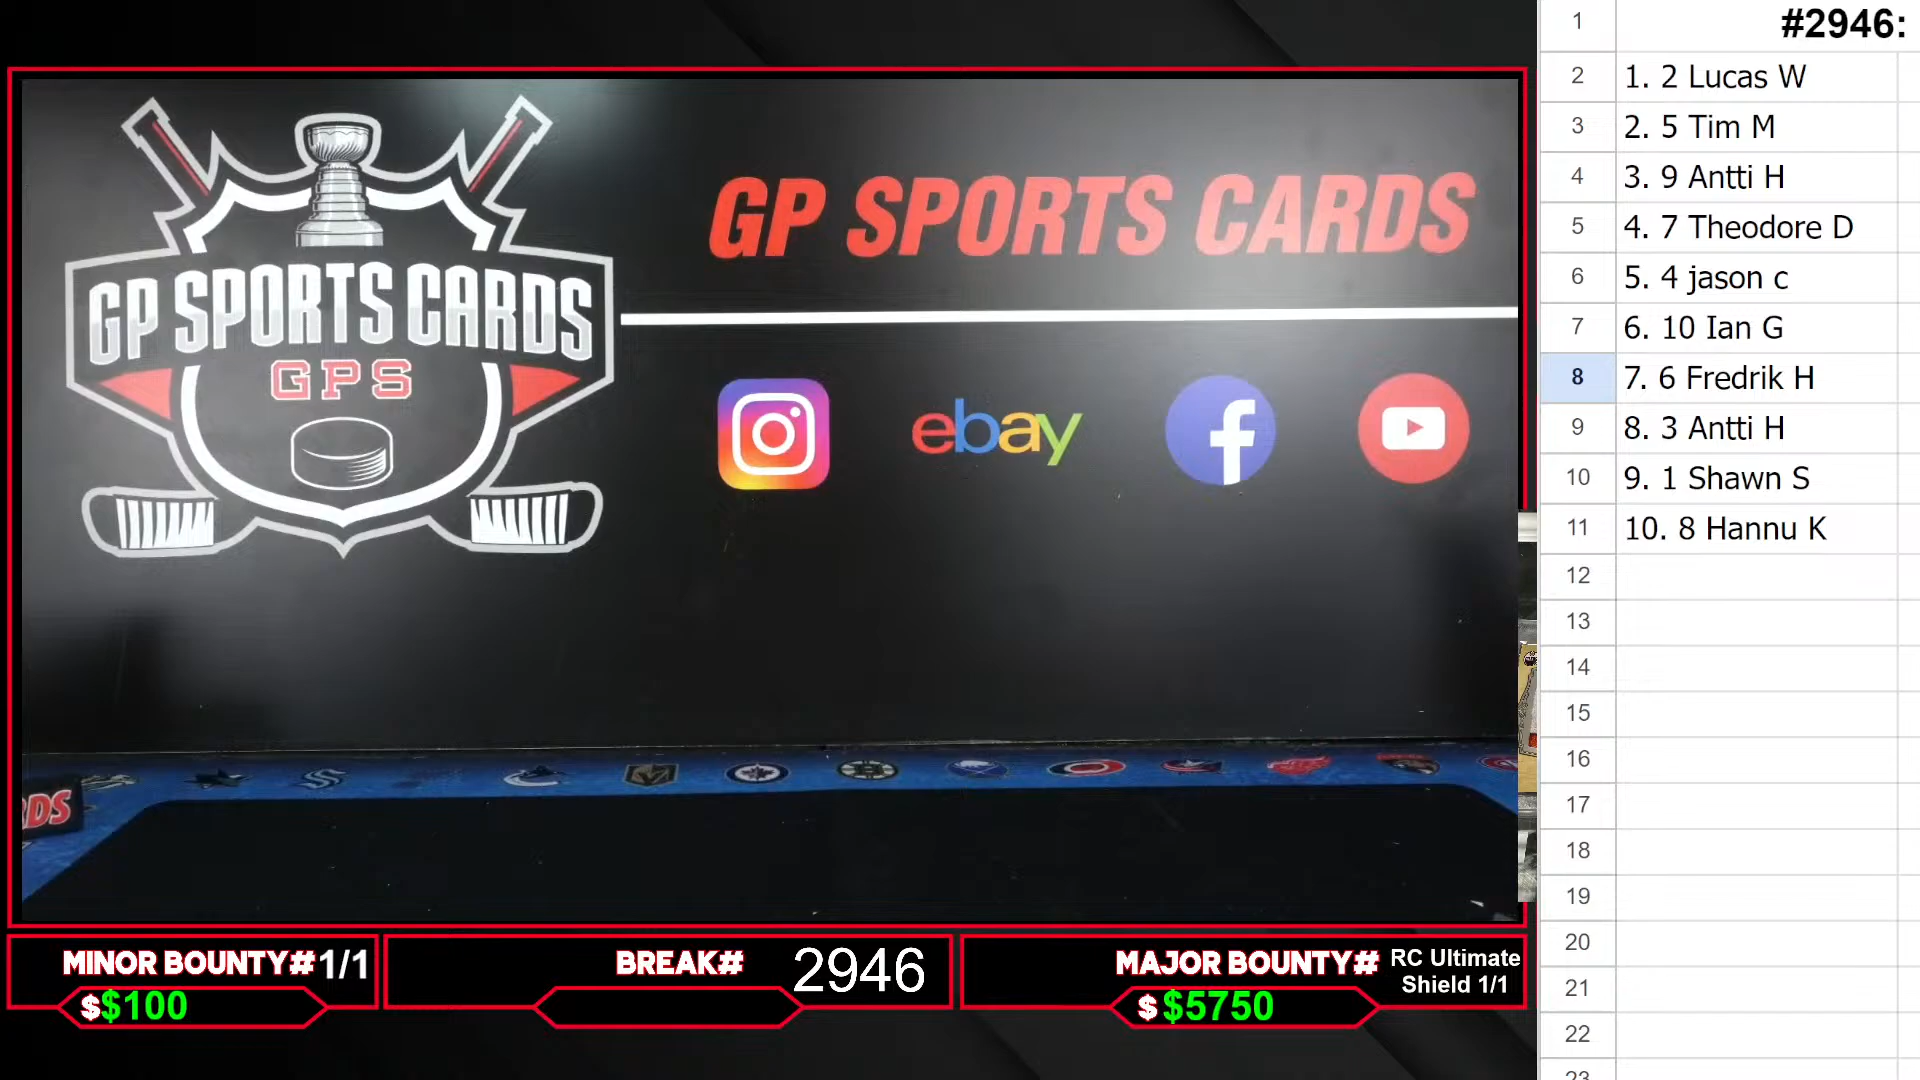 GP SPORTS CARDS
GPS
GP SPORTS CARDS
ebay
MINOR BOUNTY# 1/1
$$100
BREAK# 2946
MAJOR BOUNTY# RC Ultimate
Shield 1/1
$ $5750
1 #2946:
2 1. 2 Lucas W
3 2. 5 Tim M
4 3. 9 Antti H
5 4. 7 Theodore D
6 5. 4 jason c
7 6. 10 Ian G
8 7. 6 Fredrik H
9 8. 3 Antti H
10 9. 1 Shawn S
11 10. 8 Hannu K
12
13
14
15
16
17
18
19
20
21
22
23